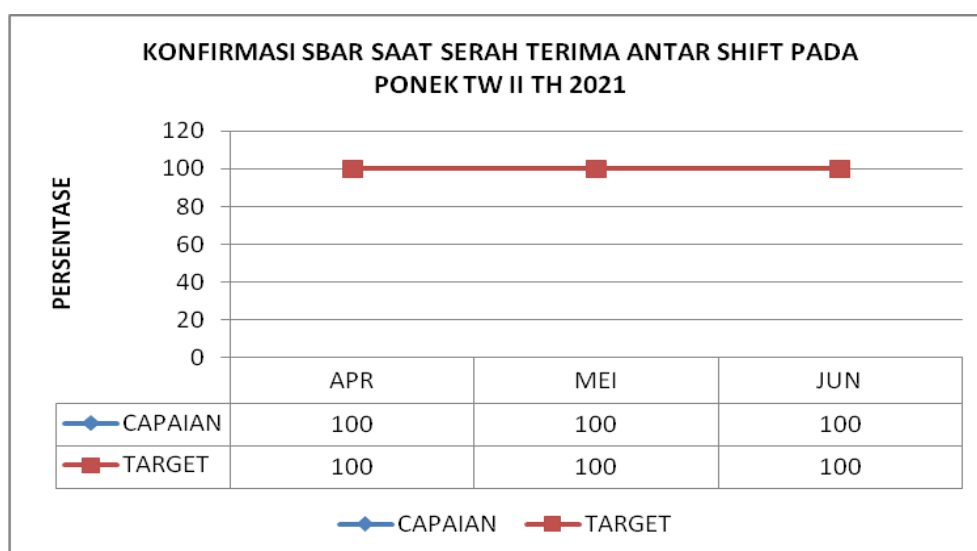 KONFIRMASI SBAR SAAT SERAH TERIMA ANTAR SHIFT PADA
PONEK TW II TH 2021
PERSENTASE
120
100
80
60
40
20
0
APR MEI JUN
CAPAIAN 100 100 100
TARGET 100 100 100
CAPAIAN TARGET